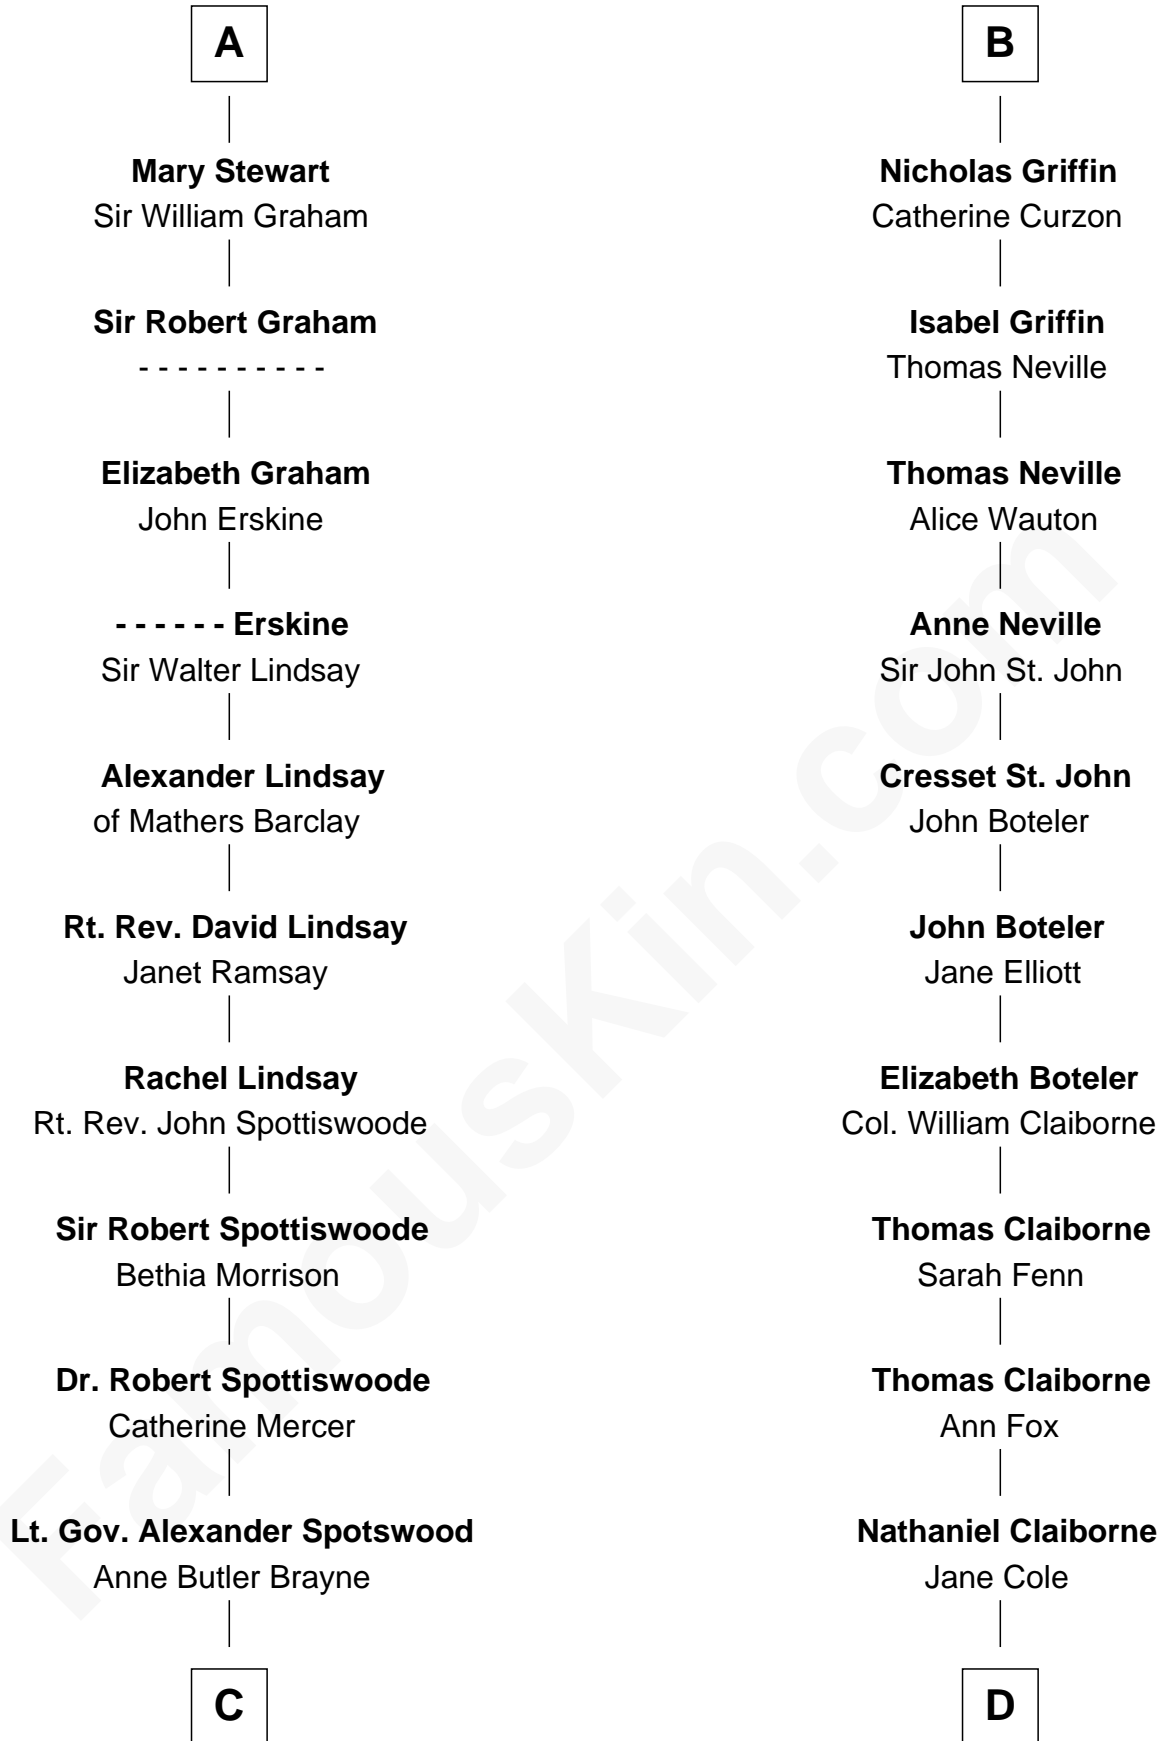 A
Mary Stewart
Sir William Graham
Sir Robert Graham
- - - - - - - - - -
Elizabeth Graham
John Erskine
- - - - - - Erskine
Sir Walter Lindsay
Alexander Lindsay
of Mathers Barclay
Rt. Rev. David Lindsay
Janet Ramsay
Rachel Lindsay
Rt. Rev. John Spottiswoode
Sir Robert Spottiswoode
Bethia Morrison
Dr. Robert Spottiswoode
Catherine Mercer
Lt. Gov. Alexander Spotswood
Anne Butler Brayne
C
B
Nicholas Griffin
Catherine Curzon
Isabel Griffin
Thomas Neville
Thomas Neville
Alice Wauton
Anne Neville
Sir John St. John
Cresset St. John
John Boteler
John Boteler
Jane Elliott
Elizabeth Boteler
Col. William Claiborne
Thomas Claiborne
Sarah Fenn
Thomas Claiborne
Ann Fox
Nathaniel Claiborne
Jane Cole
D
FamousKin.com